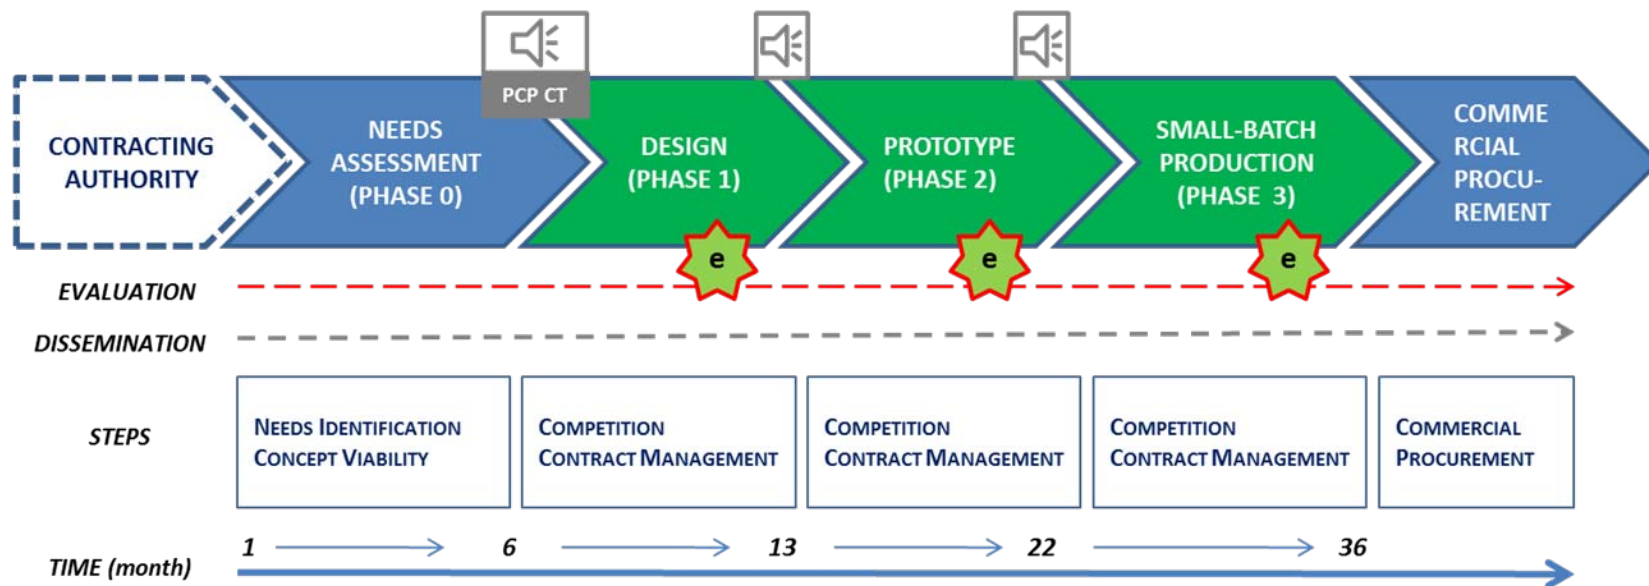 PCP CT
CONTRACTING
AUTHORITY
NEEDS
ASSESSMENT
(PHASE 0)
DESIGN
(PHASE 1)
PROTOTYPE
(PHASE 2)
SMALL-BATCH
PRODUCTION
(PHASE 3)
COMME
RCIAL
PROCU-
REMENT
e
e
e
EVALUATION
DISSEMINATION
STEPS
NEEDS IDENTIFICATION
CONCEPT VIABILITY
COMPETITION
CONTRACT MANAGEMENT
COMPETITION
CONTRACT MANAGEMENT
COMPETITION
CONTRACT MANAGEMENT
COMMERCIAL
PROCUREMENT
1
6
13
22
36
TIME (month)